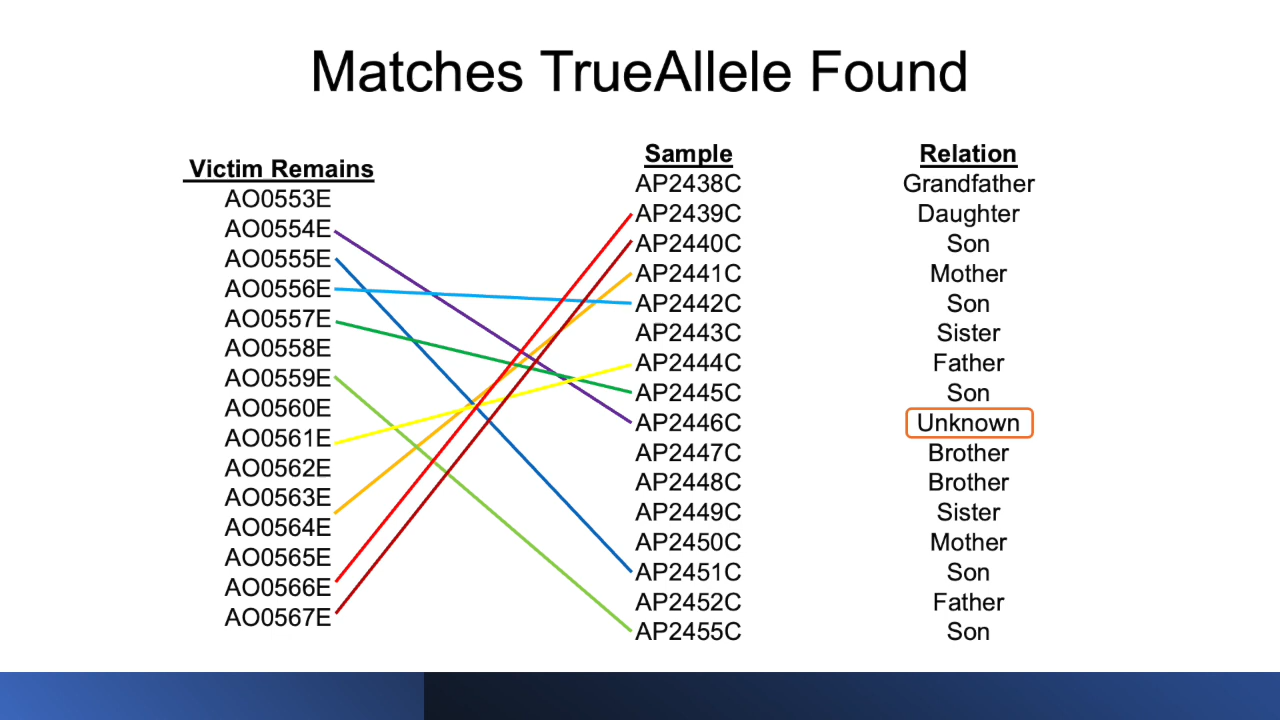 Matches TrueAllele Found
Victim Remains
AO0553E
AO0554E
AO0555E
AO0556E
AO0557E
AO0558E
AO0559E
AO0560E
AO0561E
AO0562E
AO0563E
AO0564E
AO0565E
AO0566E
AO0567E
Sample Relation
AP2438C Grandfather
AP2439C Daughter
AP2440C Son
AP2441C Mother
AP2442C Son
AP2443C Sister
AP2444C Father
AP2445C Son
AP2446C Unknown
AP2447C Brother
AP2448C Brother
AP2449C Sister
AP2450C Mother
AP2451C Son
AP2452C Father
AP2455C Son